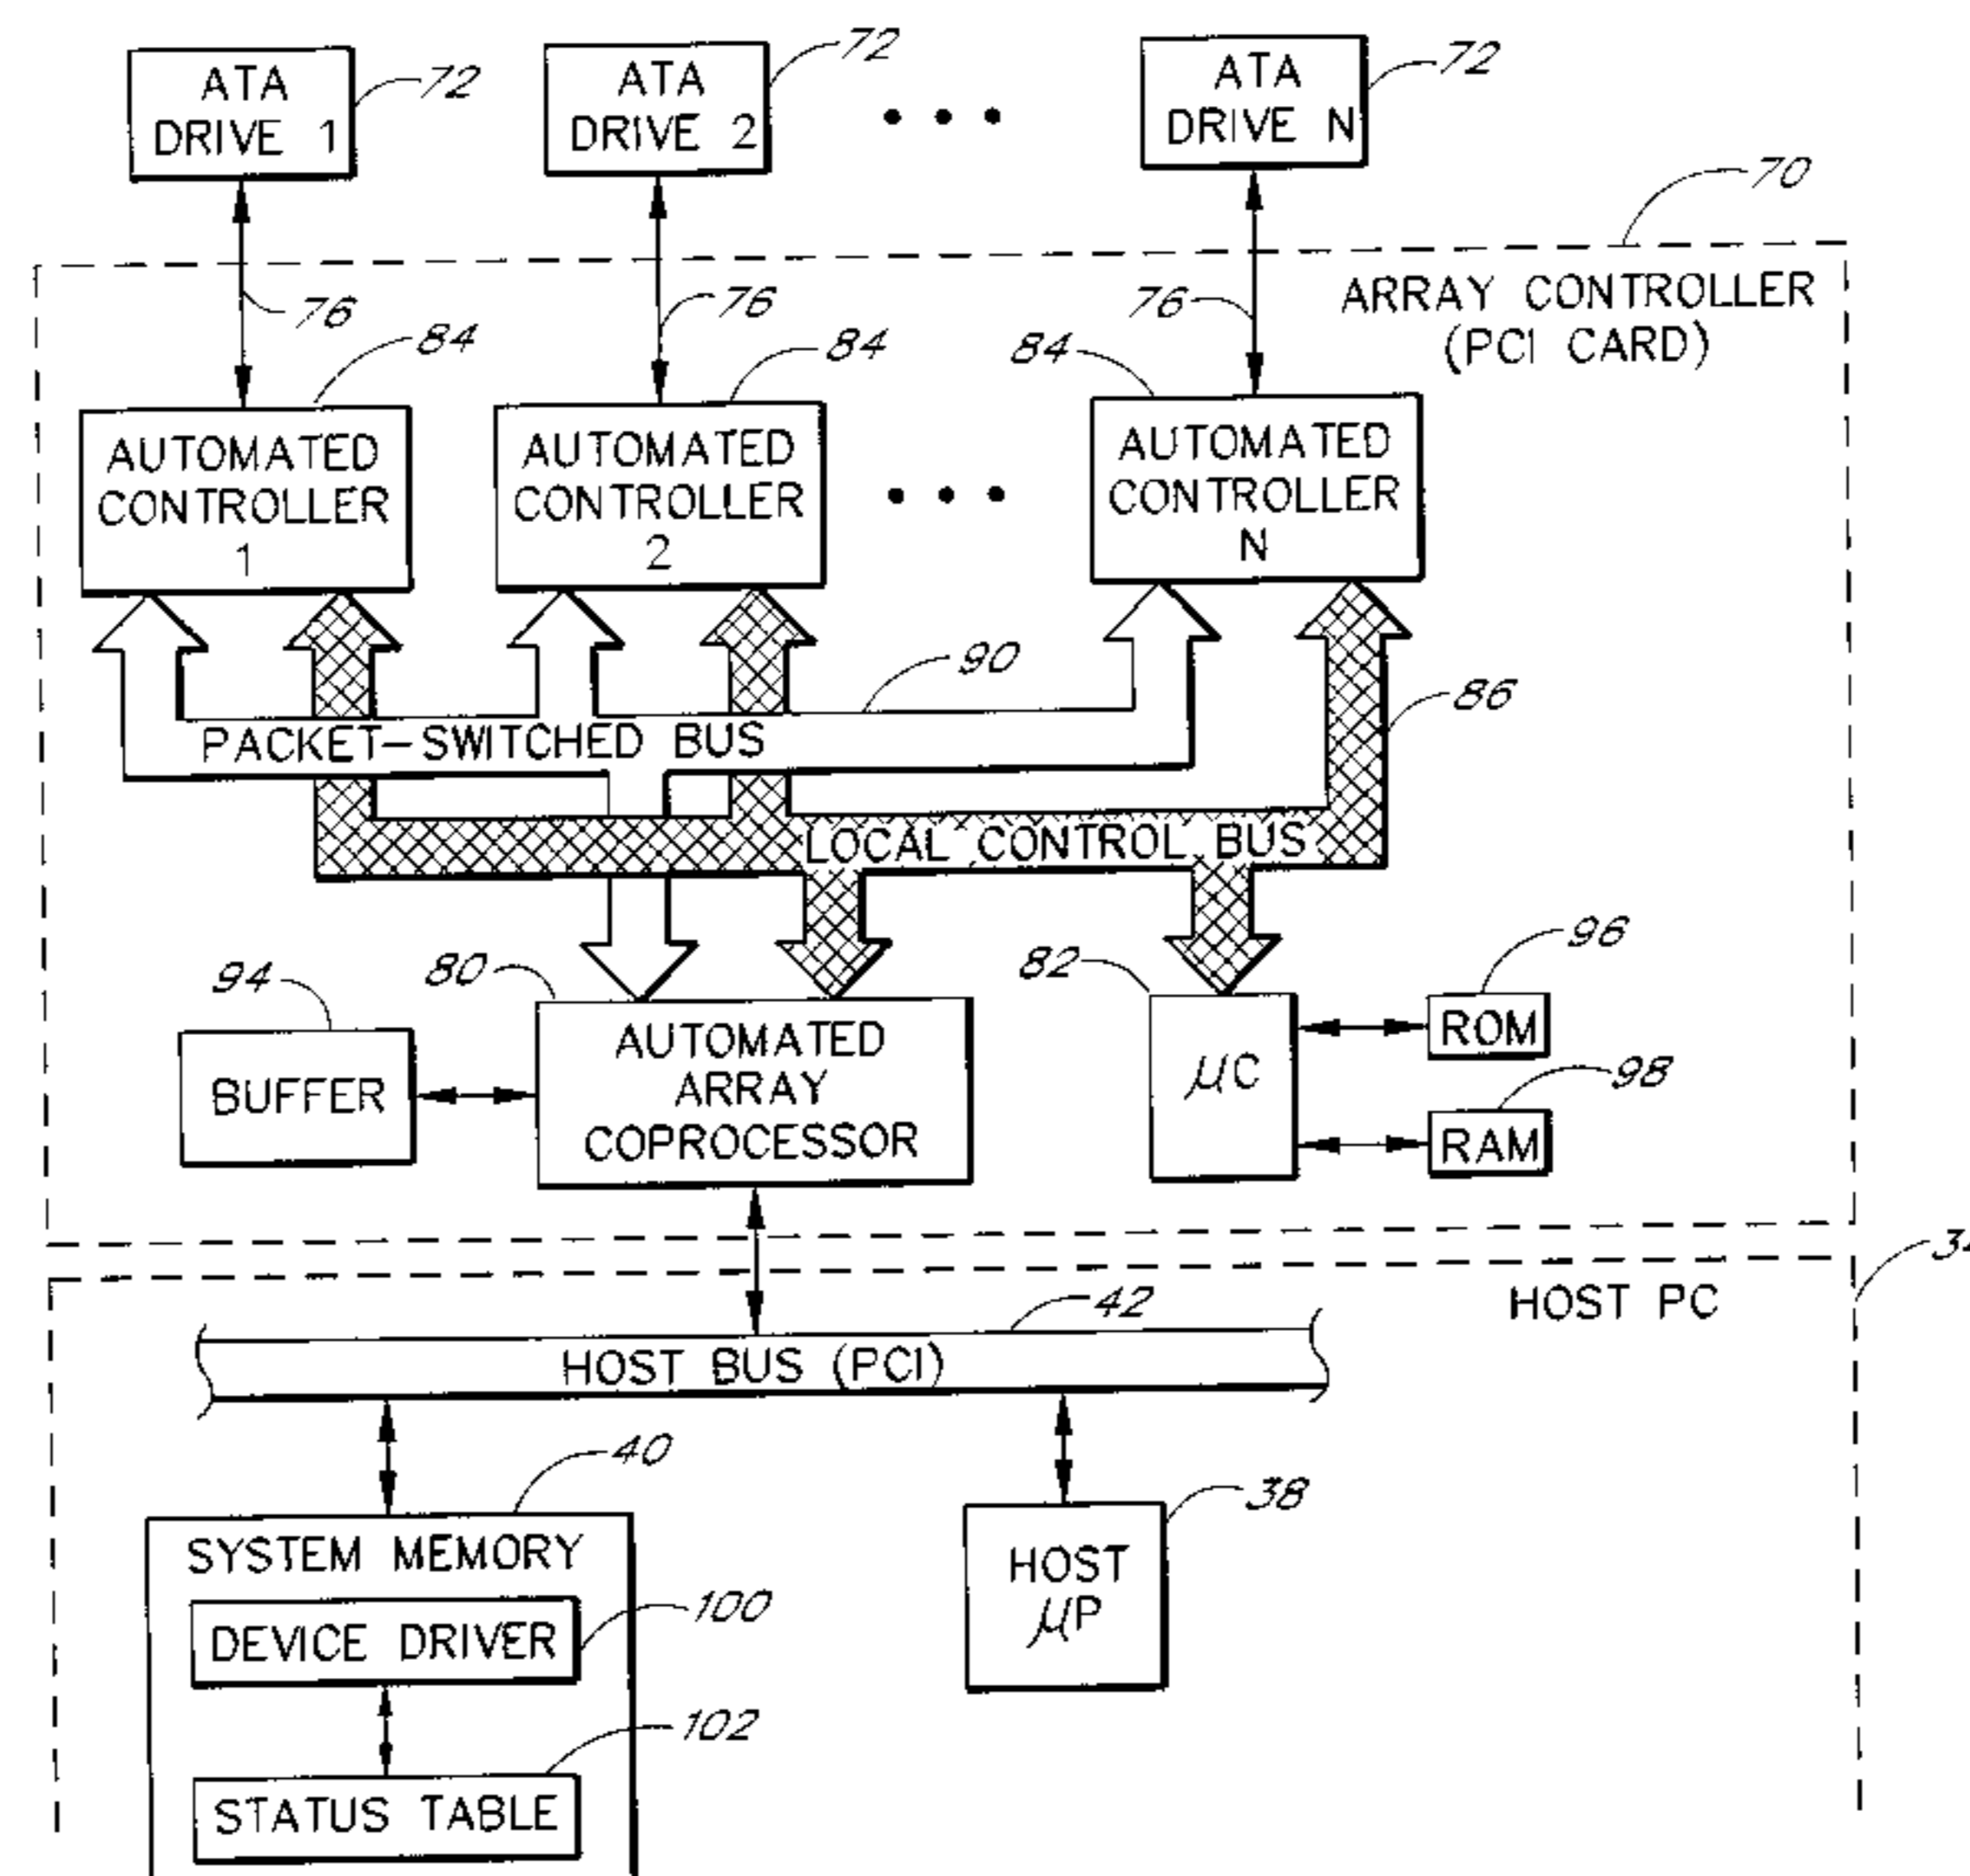 72
72
72
ATA
DRIVE 1
ATA
DRIVE 2
ATA
DRIVE N
70
76
76
76
ARRAY CONTROLLER
(PCI CARD)
84
84
84
AUTOMATED
CONTROLLER
1
AUTOMATED
CONTROLLER
2
AUTOMATED
CONTROLLER
N
90
86
PACKET-SWITCHED BUS
LOCAL CONTROL BUS
94
80
82
96
BUFFER
AUTOMATED
ARRAY
COPROCESSOR
μC
ROM
98
RAM
HOST PC
42
HOST BUS (PCI)
40
38
SYSTEM MEMORY
HOST
μP
100
DEVICE DRIVER
102
STATUS TABLE